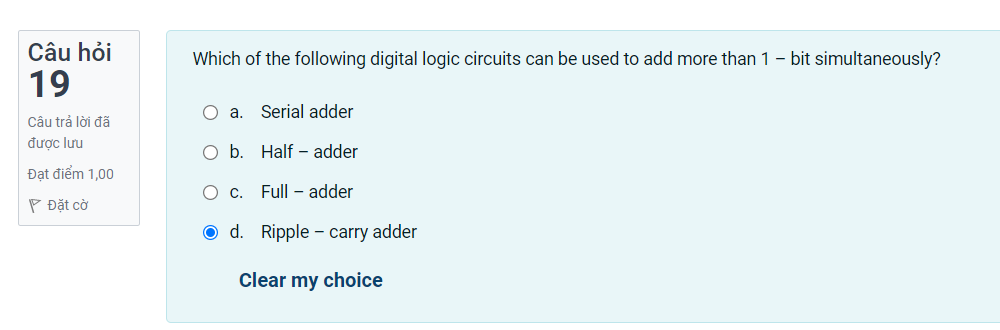 Câu hỏi
19
Câu trả lời đã
được lưu
Đạt điểm 1,00
Đặt cờ
Which of the following digital logic circuits can be used to add more than 1 – bit simultaneously?
a. Serial adder
b. Half – adder
c. Full – adder
d. Ripple – carry adder
Clear my choice